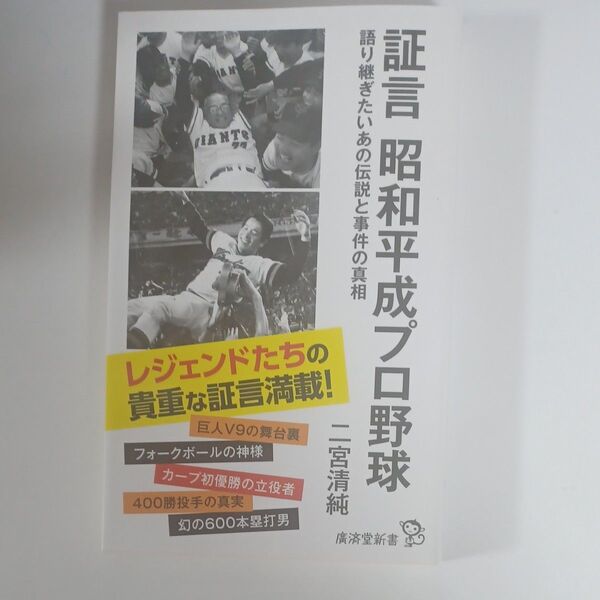 証言 昭和平成プロ野球
語り継ぎたいあの伝説と事件の真相
二宮清純
GIANTS
77
レジェンドたちの
貴重な証言満載!
巨人V9の舞台裏
フォークボールの神様
カープ初優勝の立役者
400勝投手の真実
幻の600本塁打男
廣済堂新書